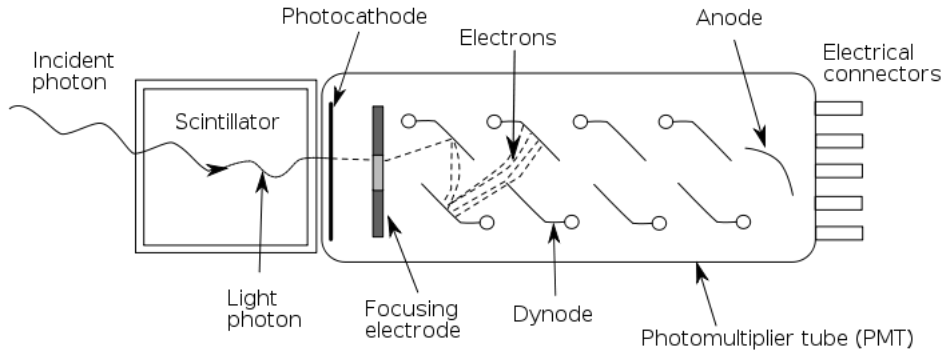 Photocathode
Anode
Electrons
Incident
photon
Electrical
connectors
Scintillator
Light
photon
Focusing
electrode
Dynode
Photomultiplier tube (PMT)